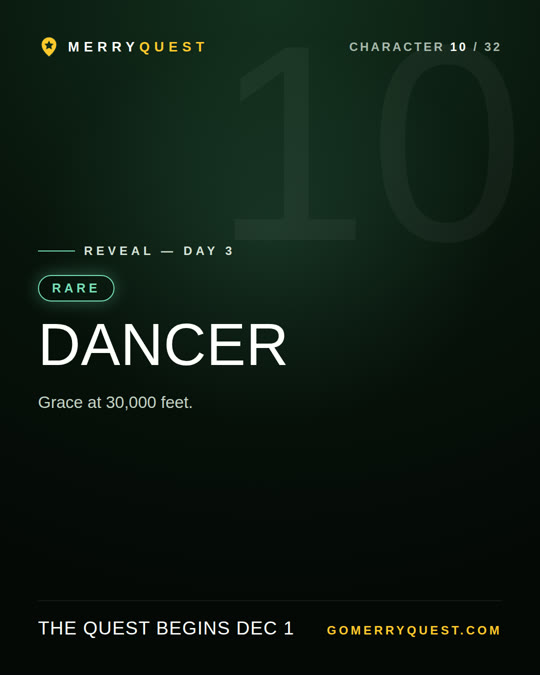 MERRYQUEST
CHARACTER 10 / 32
10
REVEAL — DAY 3
RARE
DANCER
Grace at 30,000 feet.
THE QUEST BEGINS DEC 1
GOMERRYQUEST.COM